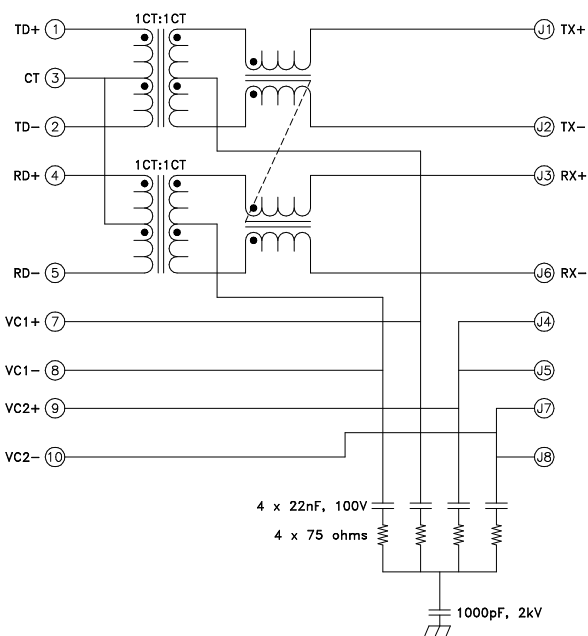 1CT:1CT
TD+ 1 J1 TX+
CT 3
TD- 2 J2 TX-
1CT:1CT
RD+ 4 J3 RX+
RD- 5 J6 RX-
VC1+ 7 J4
VC1- 8 J5
VC2+ 9 J7
VC2- 10 J8
4 x 22nF, 100V
4 x 75 ohms
1000pF, 2kV